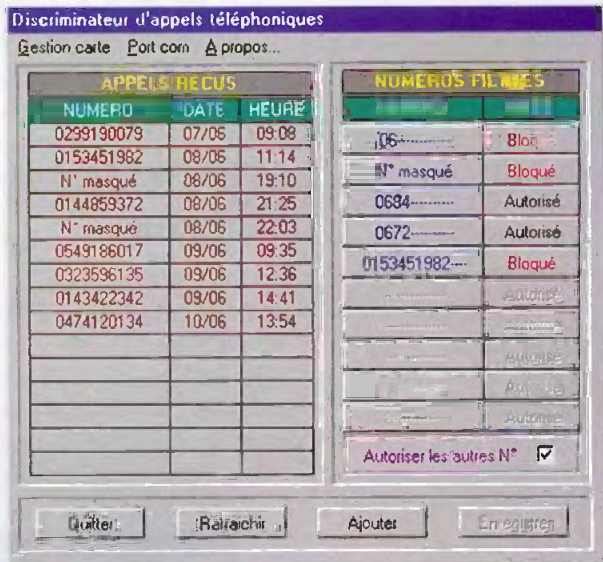 Discriminateur d'appels téléphoniques
Gestion carte Port com A propos...
APPELS RECUS
NUMERO DATE HEURE
0299190079 07/06 09:08
0153451982 08/06 11:14
N° masqué 08/06 19:10
0144859372 08/06 21:25
N° masqué 08/06 22:03
0549186017 09/06 09:35
0323596135 09/06 12:36
0143422342 09/06 14:41
0474120134 10/06 13:54
NUMEROS FILTRES
06---------- Bloqué
N° masqué Bloqué
0684--------- Autorisé
0672--------- Autorisé
0153451982---- Bloqué
Autorisé
Autorisé
Autorisé
Autorisé
Autorisé
Autoriser les autres N°
Quitter Rafraichir Ajouter Enregistrer